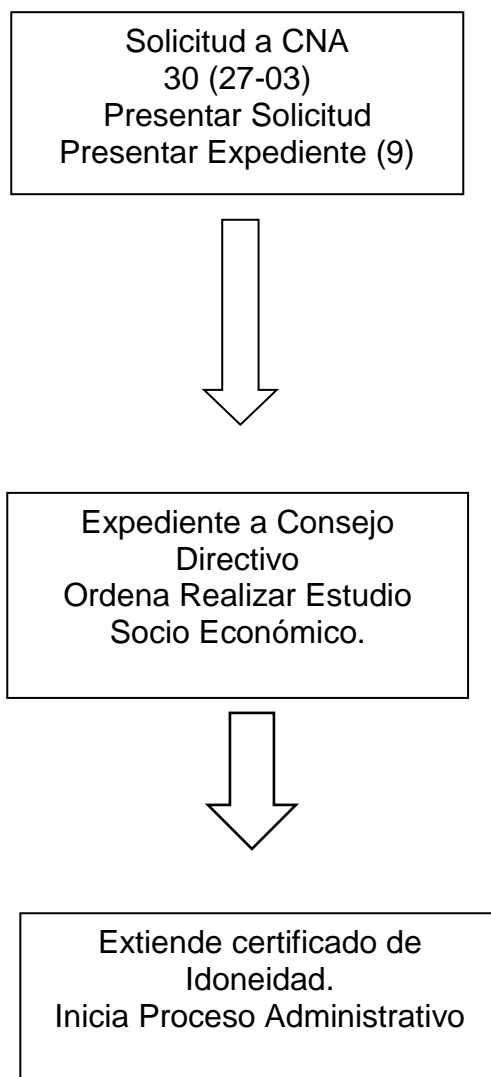 Solicitud a CNA
30 (27-03)
Presentar Solicitud
Presentar Expediente (9)
Expediente a Consejo
Directivo
Ordena Realizar Estudio
Socio Económico.
Extiende certificado de
Idoneidad.
Inicia Proceso Administrativo